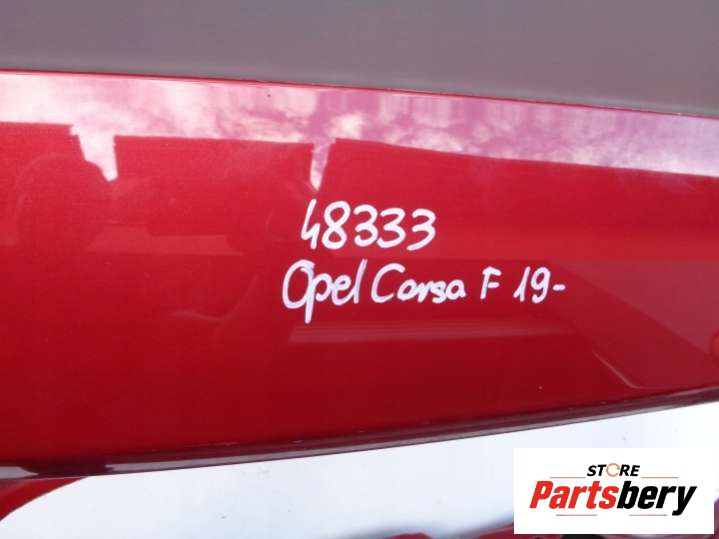 48333
Opel Corsa F 19-
STORE
Partsbery